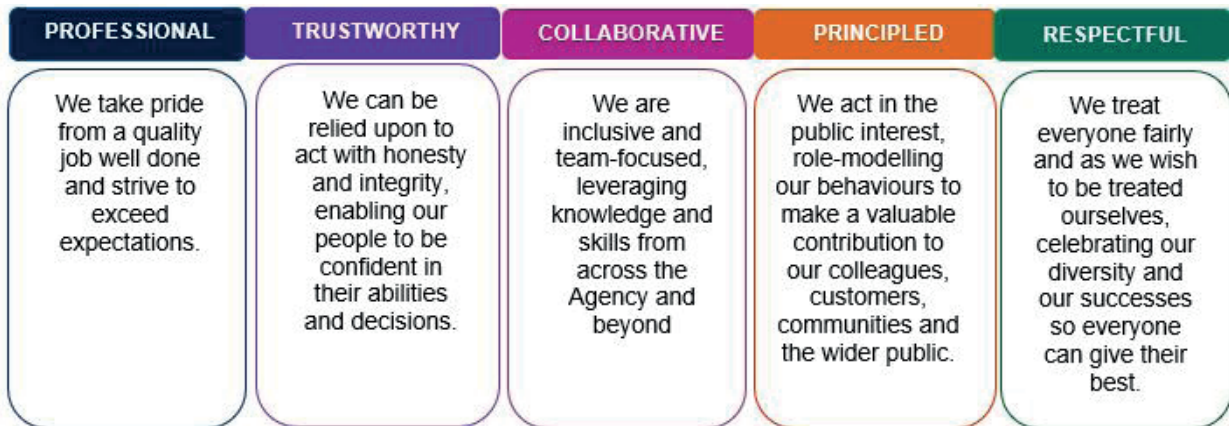 PROFESSIONAL
We take pride
from a quality
job well done
and strive to
exceed
expectations.
TRUSTWORTHY
We can be
relied upon to
act with honesty
and integrity,
enabling our
people to be
confident in
their abilities
and decisions.
COLLABORATIVE
We are
inclusive and
team-focused,
leveraging
knowledge and
skills from
across the
Agency and
beyond
PRINCIPLED
We act in the
public interest,
role-modelling
our behaviours to
make a valuable
contribution to
our colleagues,
customers,
communities and
the wider public.
RESPECTFUL
We treat
everyone fairly
and as we wish
to be treated
ourselves,
celebrating our
diversity and
our successes
so everyone
can give their
best.